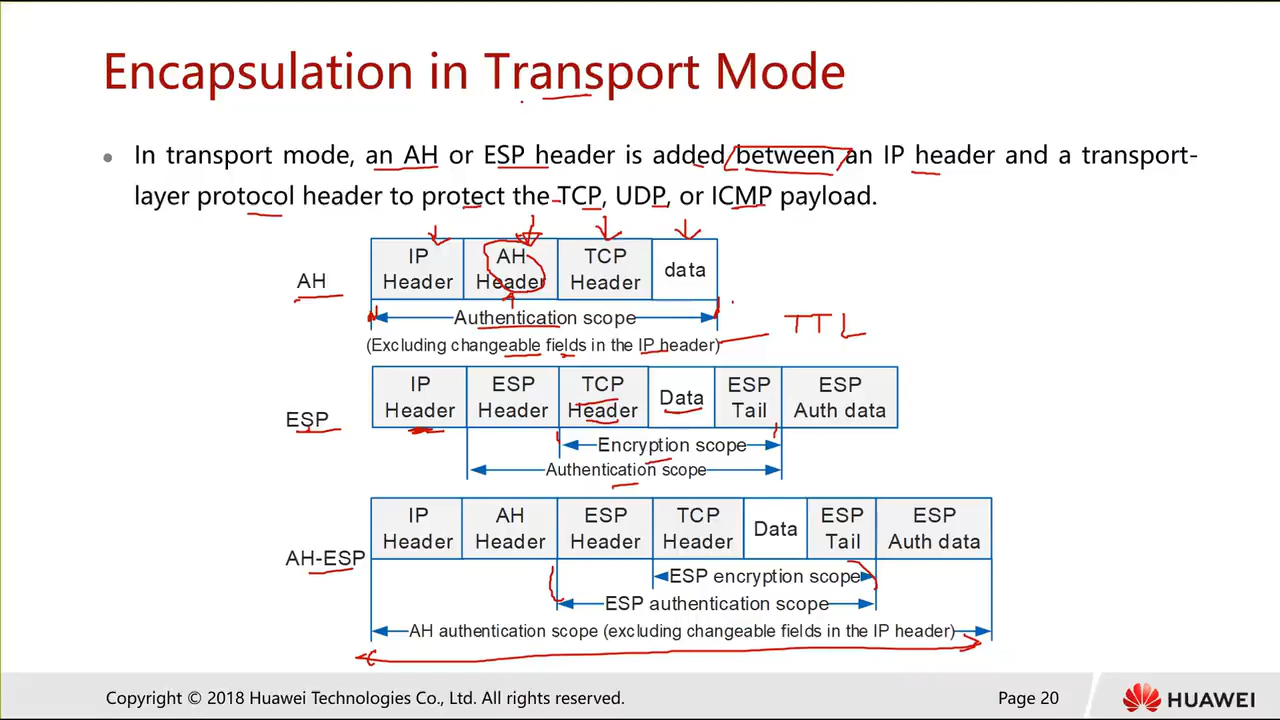 Encapsulation in Transport Mode
In transport mode, an AH or ESP header is added between an IP header and a transport-
layer protocol header to protect the TCP, UDP, or ICMP payload.
AH
IP Header
AH Header
TCP Header
data
Authentication scope
(Excluding changeable fields in the IP header)
TTL
ESP
IP Header
ESP Header
TCP Header
Data
ESP Tail
ESP Auth data
Encryption scope
Authentication scope
AH-ESP
IP Header
AH Header
ESP Header
TCP Header
Data
ESP Tail
ESP Auth data
ESP encryption scope
ESP authentication scope
AH authentication scope (excluding changeable fields in the IP header)
Copyright © 2018 Huawei Technologies Co., Ltd. All rights reserved.
Page 20
HUAWEI